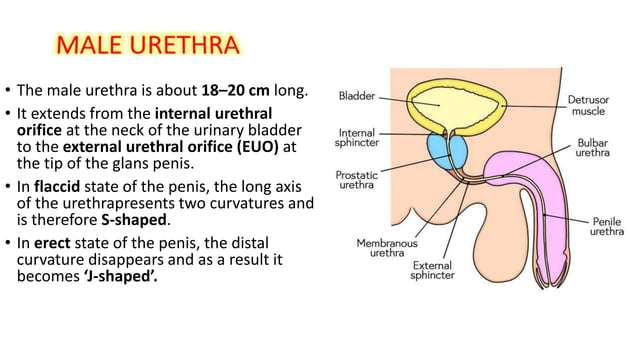 MALE URETHRA
• The male urethra is about 18–20 cm long.
• It extends from the internal urethral
orifice at the neck of the urinary bladder
to the external urethral orifice (EUO) at
the tip of the glans penis.
• In flaccid state of the penis, the long axis
of the urethrapresents two curvatures and
is therefore S-shaped.
• In erect state of the penis, the distal
curvature disappears and as a result it
becomes ‘J-shaped’.
Bladder
Internal
sphincter
Prostatic
urethra
Membranous
urethra
External
sphincter
Detrusor
muscle
Bulbar
urethra
Penile
urethra